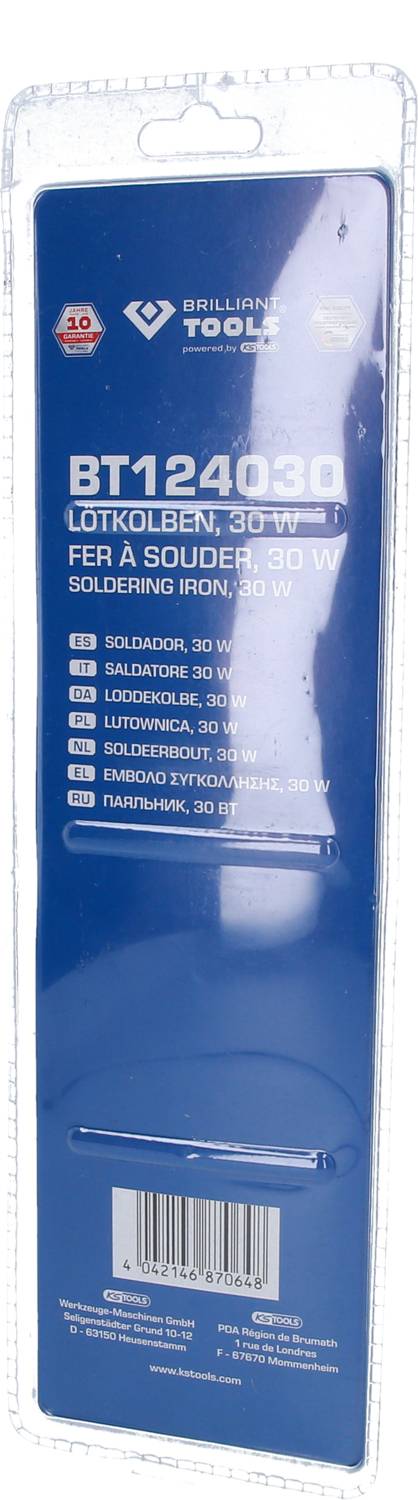 JAHRE
10
GARANTIE
BRILLIANT
TOOLS
powered by KSTOOLS
BT124030
LÖTKOLBEN, 30 W
FER À SOUDER, 30 W
SOLDERING IRON, 30 W
ES SOLDADOR, 30 W
IT SALDATORE 30 W
DA LODDEKOLBE, 30 W
PL LUTOWNICA, 30 W
NL SOLDEERBOUT, 30 W
EL ΕΜΒΟΛΟ ΣΥΓΚΟΛΛΗΣΗΣ, 30 W
RU ПАЯЛЬНИК, 30 ВТ
4 042146 870648
KSTOOLS
Werkzeuge-Maschinen GmbH
Seligenstädter Grund 10-12
D - 63150 Heusenstamm
KSTOOLS
PDA Région de Brumath
1 rue de Londres
F - 67670 Mommenheim
www.kstools.com